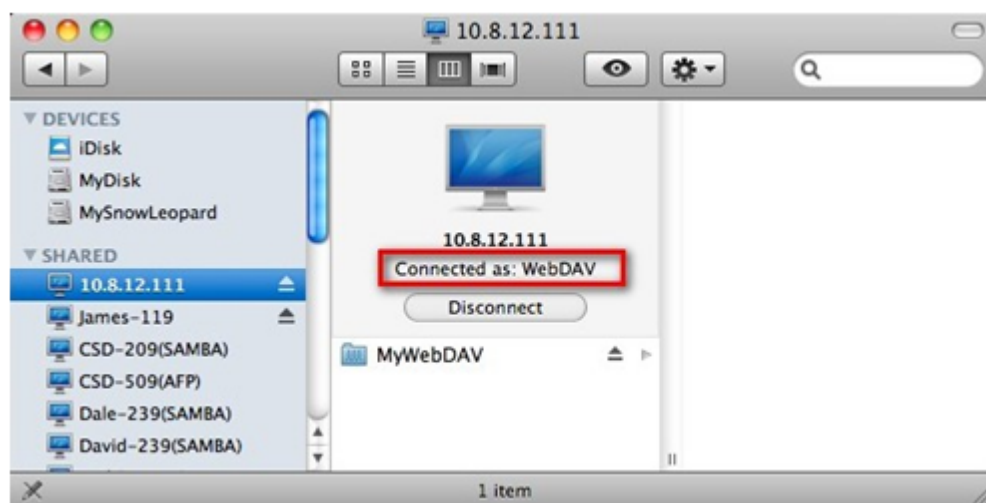 10.8.12.111
DEVICES
iDisk
MyDisk
MySnowLeopard
SHARED
10.8.12.111
James-119
CSD-209(SAMBA)
CSD-509(AFP)
Dale-239(SAMBA)
David-239(SAMBA)
10.8.12.111
Connected as: WebDAV
Disconnect
MyWebDAV
1 item